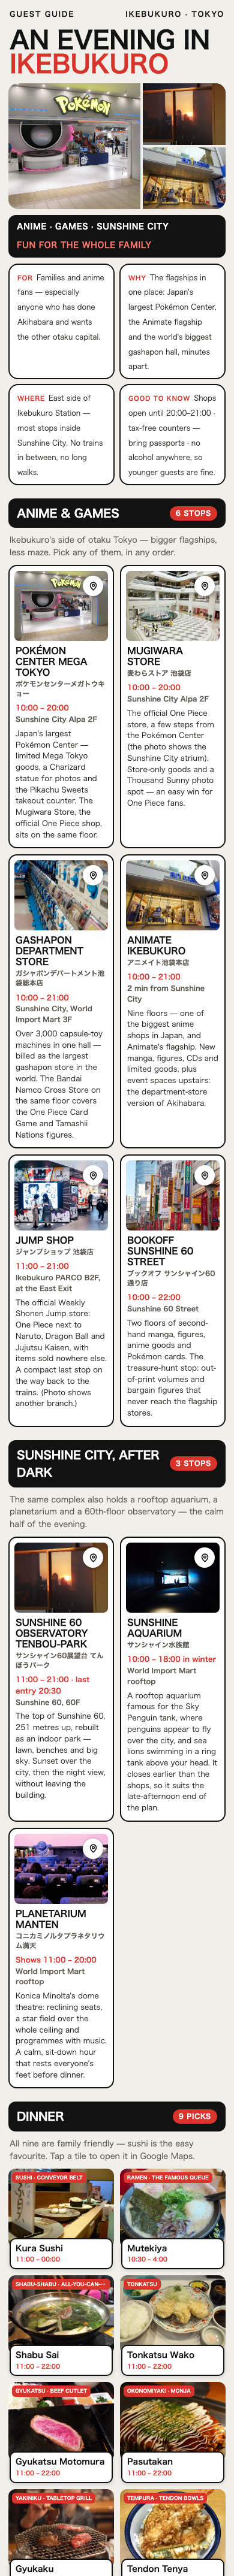 GUEST GUIDE
IKEBUKURO · TOKYO
AN EVENING IN
IKEBUKURO
Pokémon
ANIME · GAMES · SUNSHINE CITY
FUN FOR THE WHOLE FAMILY
FOR Families and anime
fans — especially
anyone who has done
Akihabara and wants
the other otaku capital.
WHY The flagships in
one place: Japan's
largest Pokémon Center,
the Animate flagship
and the world's biggest
gashapon hall, minutes
apart.
WHERE East side of
Ikebukuro Station —
most stops inside
Sunshine City. No trains
in between, no long
walks.
GOOD TO KNOW Shops
open until 20:00–21:00 ·
tax-free counters —
bring passports · no
alcohol anywhere, so
younger guests are fine.
ANIME & GAMES
6 STOPS
Ikebukuro's side of otaku Tokyo — bigger flagships,
less maze. Pick any of them, in any order.
POKÉMON
CENTER MEGA
TOKYO
ポケモンセンターメガトウキ
ョー
10:00 – 20:00
Sunshine City Alpa 2F
Japan's largest
Pokémon Center —
limited Mega Tokyo
goods, a Charizard
statue for photos and
the Pikachu Sweets
takeout counter. The
Mugiwara Store, the
official One Piece shop,
sits on the same floor.
MUGIWARA
STORE
麦わらストア 池袋店
10:00 – 20:00
Sunshine City Alpa 2F
The official One Piece
store, a few steps from
the Pokémon Center
(the photo shows the
Sunshine City atrium).
Store-only goods and a
Thousand Sunny photo
spot — an easy win for
One Piece fans.
GASHAPON
DEPARTMENT
STORE
ガシャポンデパートメント池
袋総本店
10:00 – 21:00
Sunshine City, World
Import Mart 3F
Over 3,000 capsule-toy
machines in one hall —
billed as the largest
gashapon store in the
world. The Bandai
Namco Cross Store on
the same floor covers
the One Piece Card
Game and Tamashii
Nations figures.
ANIMATE
IKEBUKURO
アニメイト池袋本店
10:00 – 21:00
2 min from Sunshine
City
Nine floors — one of
the biggest anime
shops in Japan, and
Animate's flagship. New
manga, figures, CDs and
limited goods, plus
event spaces upstairs:
the department-store
version of Akihabara.
JUMP SHOP
ジャンプショップ 池袋店
11:00 – 21:00
Ikebukuro PARCO B2F,
at the East Exit
The official Weekly
Shonen Jump store:
One Piece next to
Naruto, Dragon Ball and
Jujutsu Kaisen, with
items sold nowhere else.
A compact last stop on
the way back to the
trains. (Photo shows
another branch.)
BOOKOFF
SUNSHINE 60
STREET
ブックオフ サンシャイン60
通り店
10:00 – 22:00
Sunshine 60 Street
Two floors of second-
hand manga, figures,
anime goods and
Pokémon cards. The
treasure-hunt stop: out-
of-print volumes and
bargain figures that
never reach the flagship
stores.
SUNSHINE CITY, AFTER
DARK
3 STOPS
The same complex also holds a rooftop aquarium, a
planetarium and a 60th-floor observatory — the calm
half of the evening.
SUNSHINE 60
OBSERVATORY
TENBOU-PARK
サンシャイン60展望台 てん
ぼうパーク
11:00 – 21:00 · last
entry 20:30
Sunshine 60, 60F
The top of Sunshine 60,
251 metres up, rebuilt
as an indoor park —
lawn, benches and big
sky. Sunset over the
city, then the night view,
without leaving the
building.
SUNSHINE
AQUARIUM
サンシャイン水族館
10:00 – 18:00 in winter
World Import Mart
rooftop
A rooftop aquarium
famous for the Sky
Penguin tank, where
penguins appear to fly
over the city, and sea
lions swimming in a ring
tank above your head. It
closes earlier than the
shops, so it suits the
late-afternoon end of
the plan.
PLANETARIUM
MANTEN
コニカミノルタプラネタリウ
ム満天
Shows 11:00 – 20:00
World Import Mart
rooftop
Konica Minolta's dome
theatre: reclining seats,
a star field over the
whole ceiling and
programmes with music.
A calm, sit-down hour
that rests everyone's
feet before dinner.
DINNER
9 PICKS
All nine are family friendly — sushi is the easy
favourite. Tap a tile to open it in Google Maps.
SUSHI · CONVEYOR BELT
Kura Sushi
11:00 – 00:00
RAMEN · THE FAMOUS QUEUE
Mutekiya
10:30 – 4:00
SHABU-SHABU · ALL-YOU-CAN-…
Shabu Sai
11:00 – 22:00
TONKATSU
Tonkatsu Wako
11:00 – 22:00
GYUKATSU · BEEF CUTLET
Gyukatsu Motomura
11:00 – 22:00
OKONOMIYAKI · MONJA
Pasutakan
11:00 – 22:00
YAKINIKU · TABLETOP GRILL
Gyukaku
TEMPURA · TENDON BOWLS
Tendon Tenya